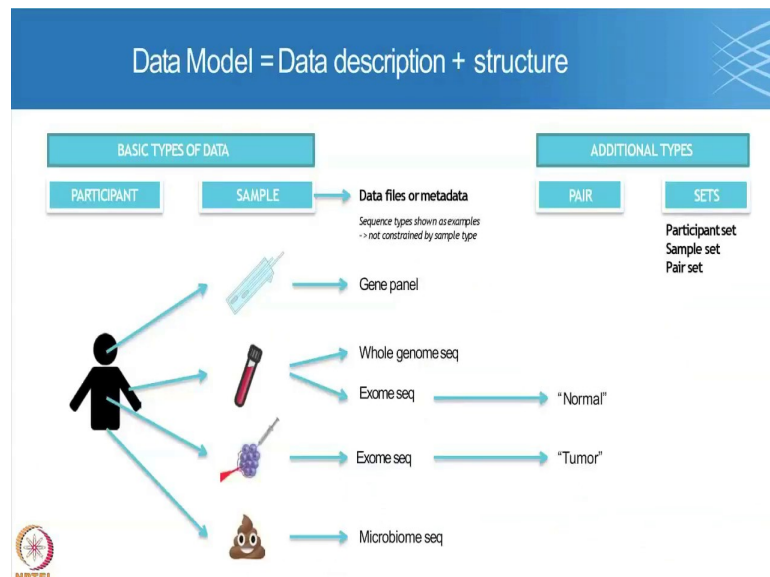 Data Model = Data description + structure
BASIC TYPES OF DATA
ADDITIONAL TYPES
PARTICIPANT
SAMPLE
Data files or metadata
PAIR
SETS
Sequence types shown as examples
-> not constrained by sample type
Participant set
Sample set
Pair set
Gene panel
Whole genome seq
Exome seq
"Normal"
Exome seq
"Tumor"
Microbiome seq
NPTEL